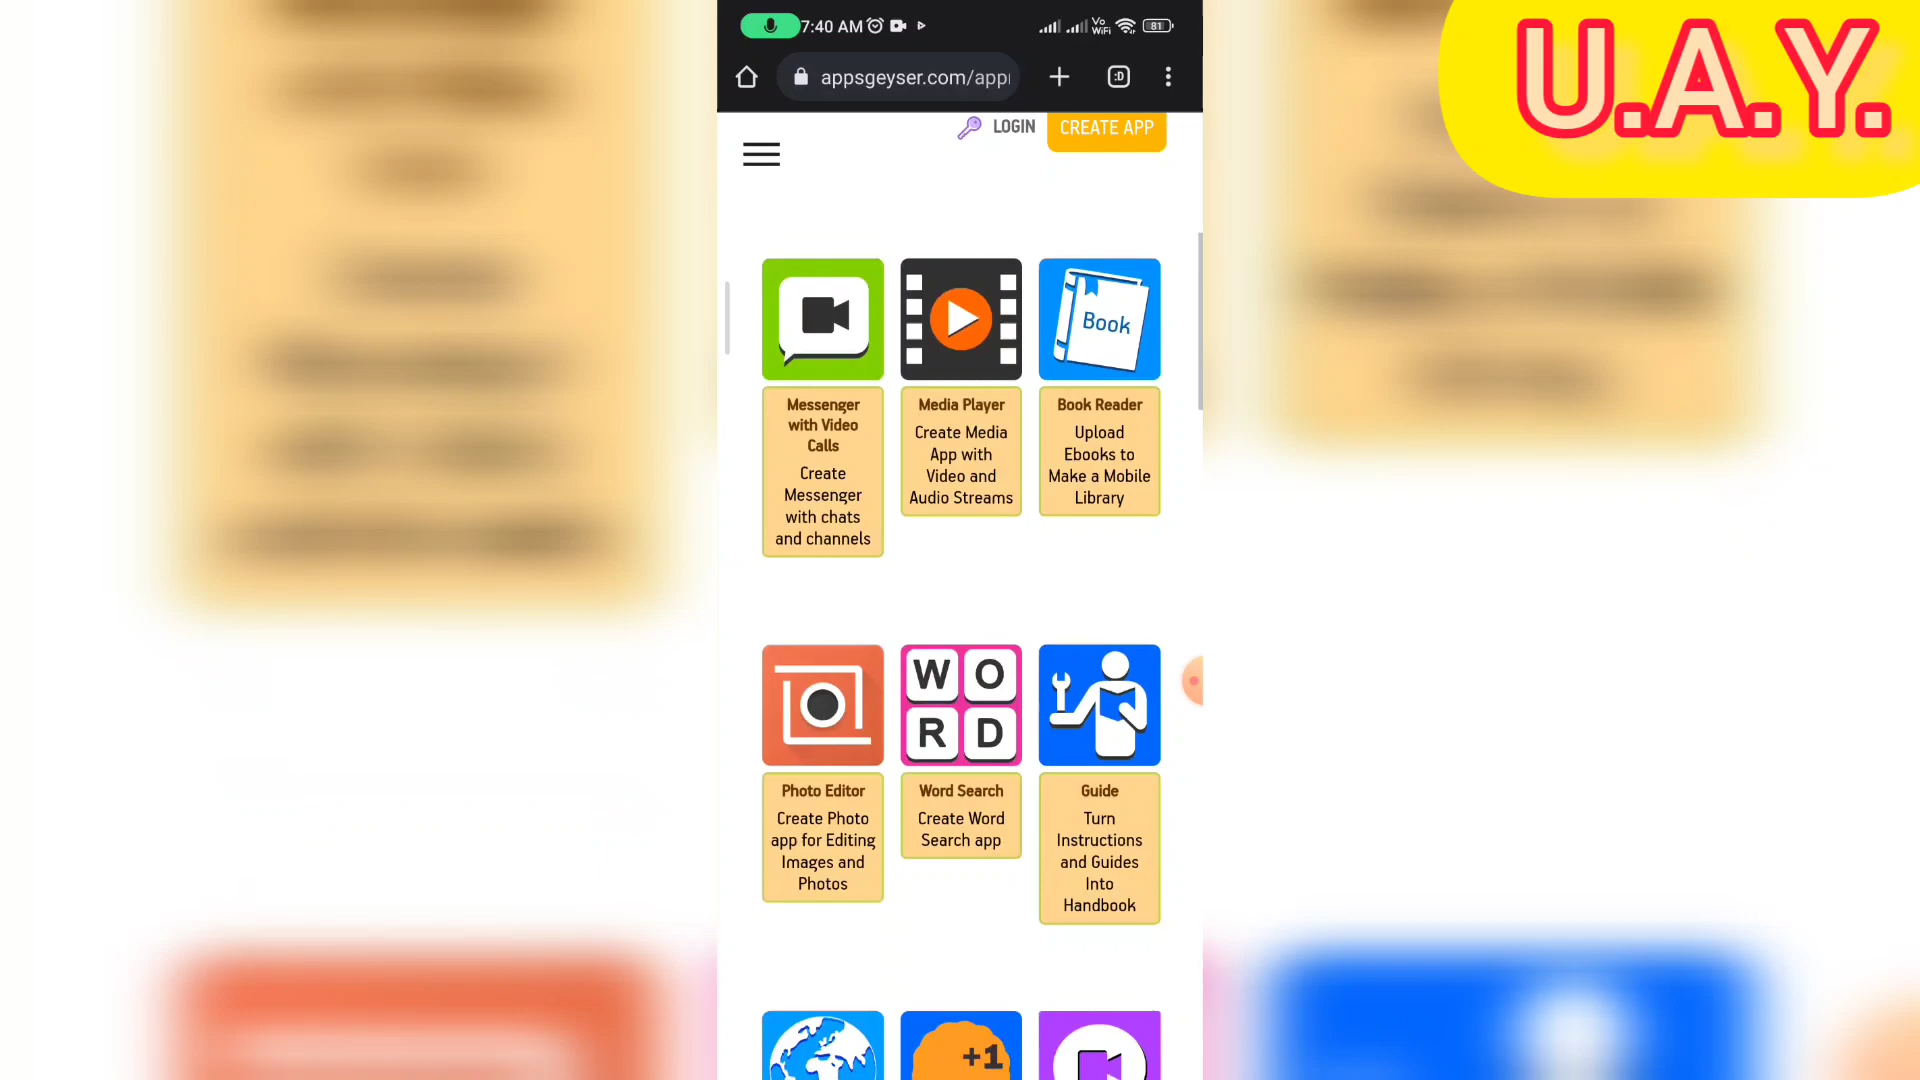 7:40 AM
Vo
WiFi
81
U.A.Y.
appsgeyser.com/app
:D
LOGIN
CREATE APP
Book
Messenger
with Video
Calls
Create
Messenger
with chats
and channels
Media Player
Create Media
App with
Video and
Audio Streams
Book Reader
Upload
Ebooks to
Make a Mobile
Library
W O
R D
Photo Editor
Create Photo
app for Editing
Images and
Photos
Word Search
Create Word
Search app
Guide
Turn
Instructions
and Guides
Into
Handbook
+1